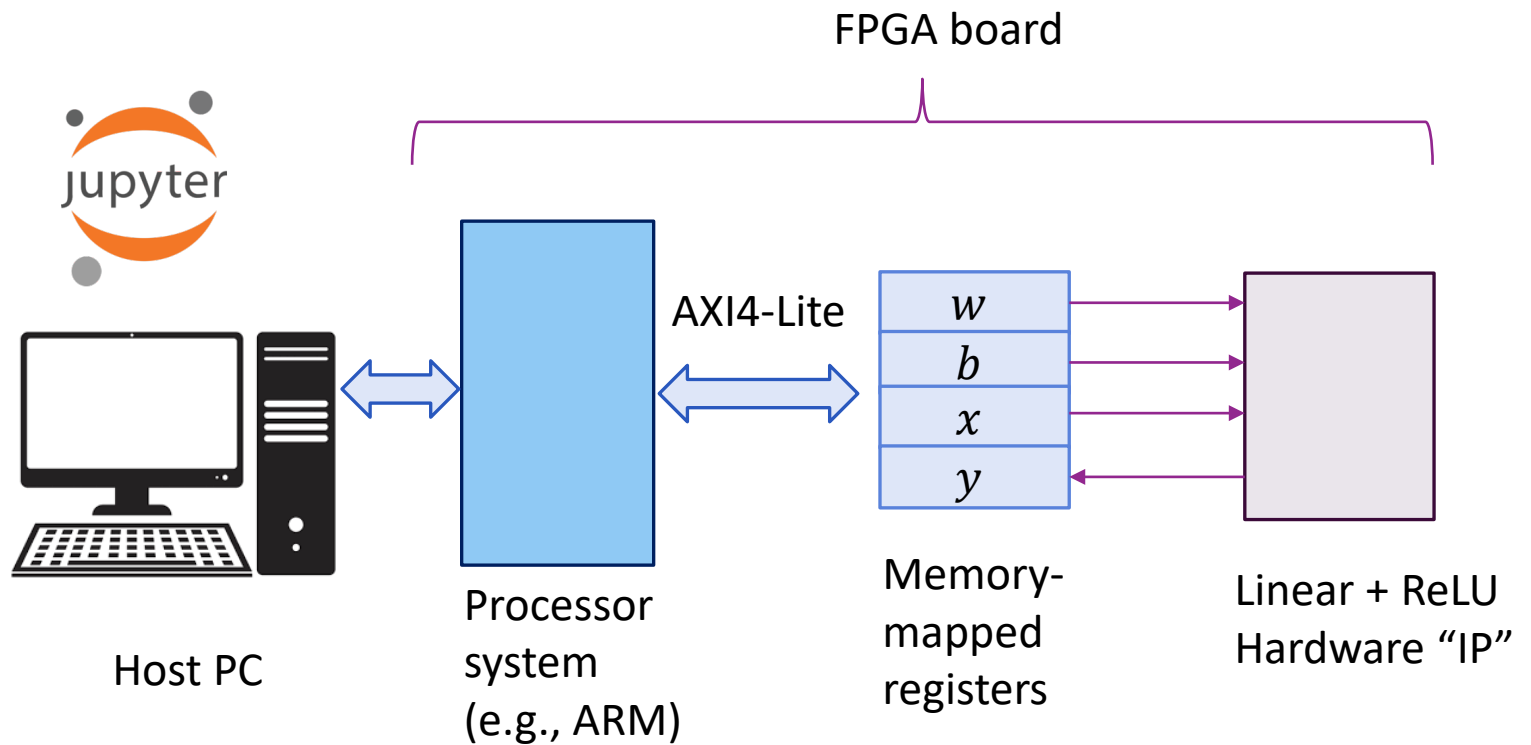 FPGA board
jupyter
AXI4-Lite
w
b
x
y
Host PC
Processor
system
(e.g., ARM)
Memory-
mapped
registers
Linear + ReLU
Hardware “IP”